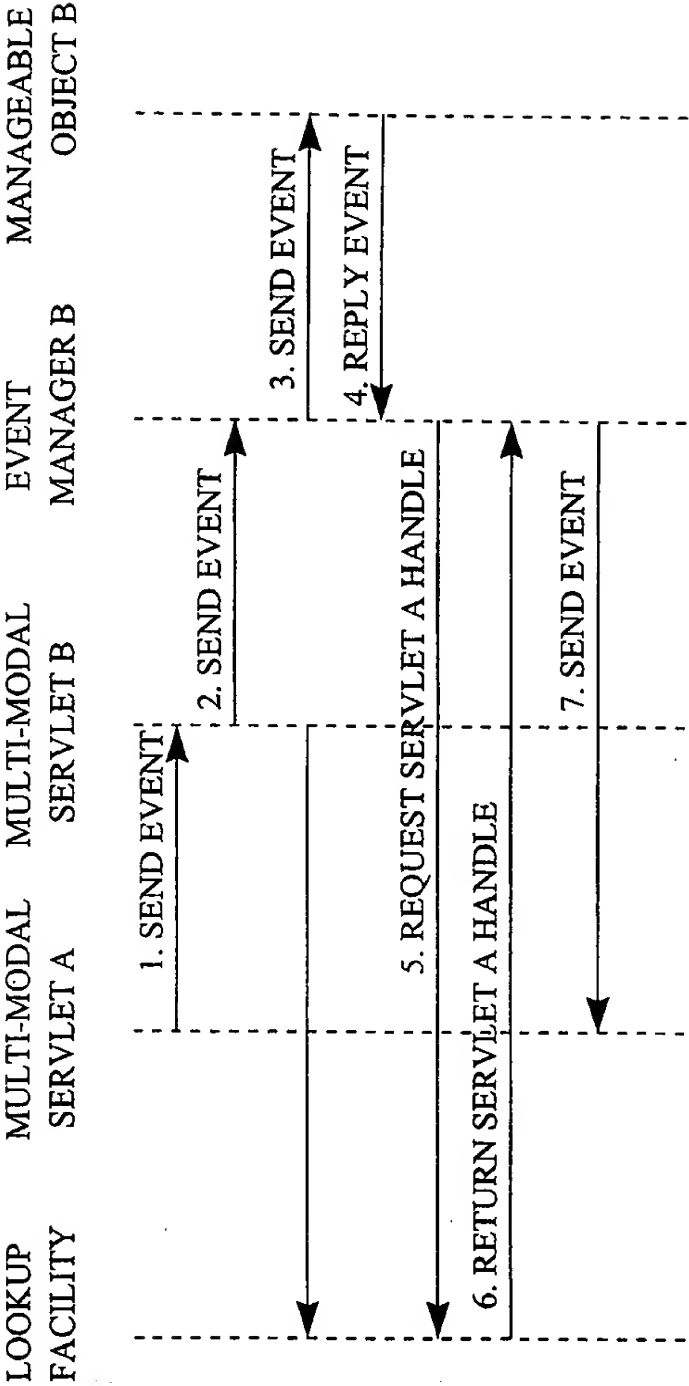 LOOKUP
FACILITY
MULTI-MODAL
SERVLET A
MULTI-MODAL
SERVLET B
EVENT
MANAGER B
MANAGEABLE
OBJECT B
1. SEND EVENT
2. SEND EVENT
3. SEND EVENT
4. REPLY EVENT
5. REQUEST SERVLET A HANDLE
6. RETURN SERVLET A HANDLE
7. SEND EVENT